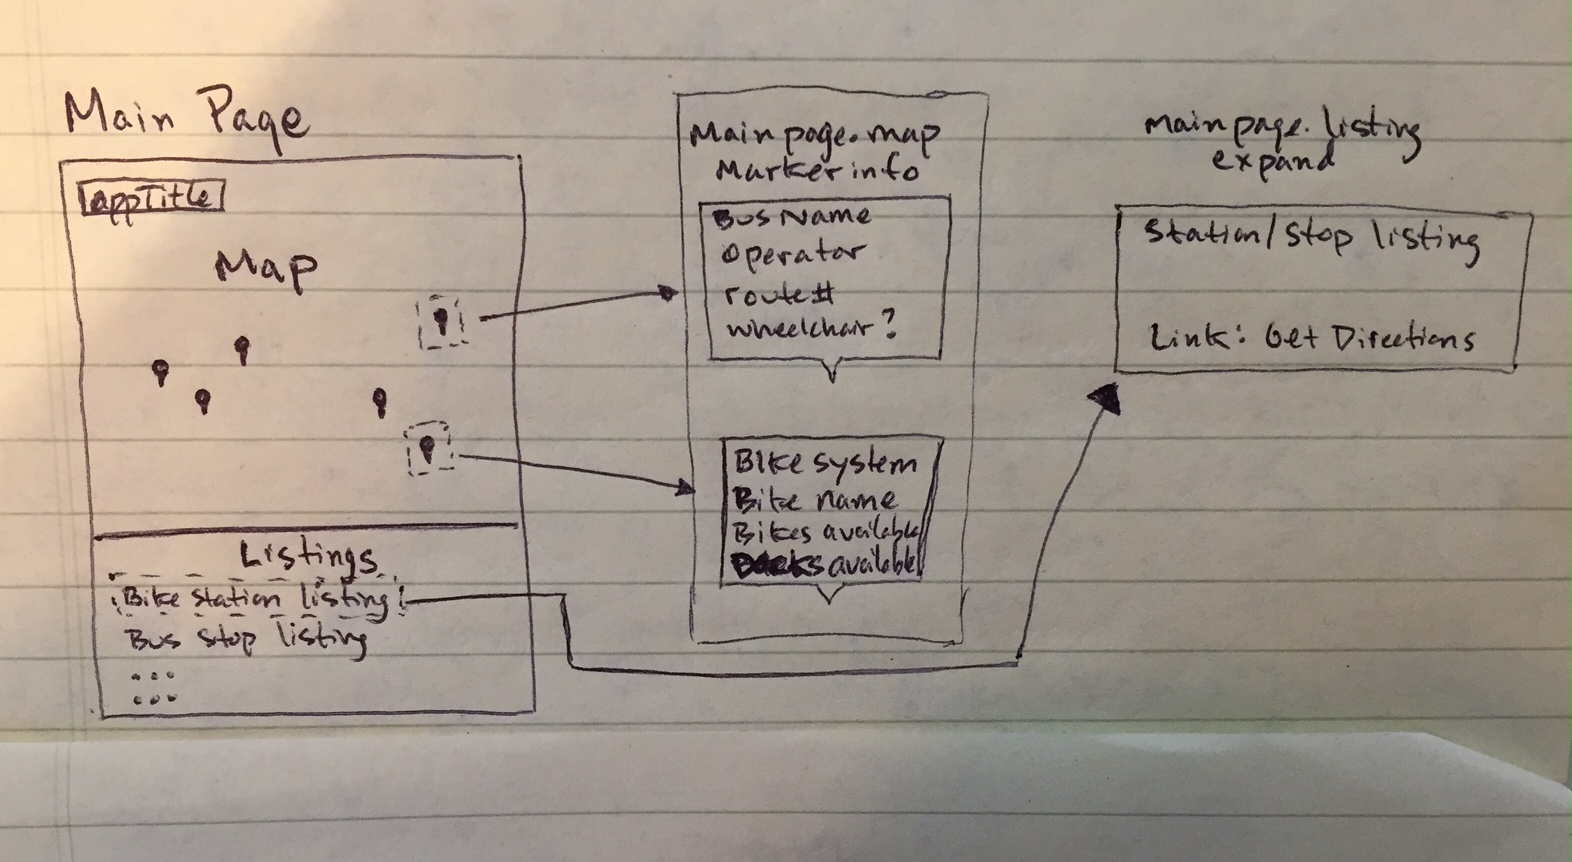 Main Page
appTitle
Map
Listings
Bike station listing
Bus stop listing
Main page.map
Marker info
Bus Name
operator
route#
wheelchair?
Bike system
Bike name
Bikes available
Docks available
main page. listing
expand
Station/Stop listing
Link: Get Directions